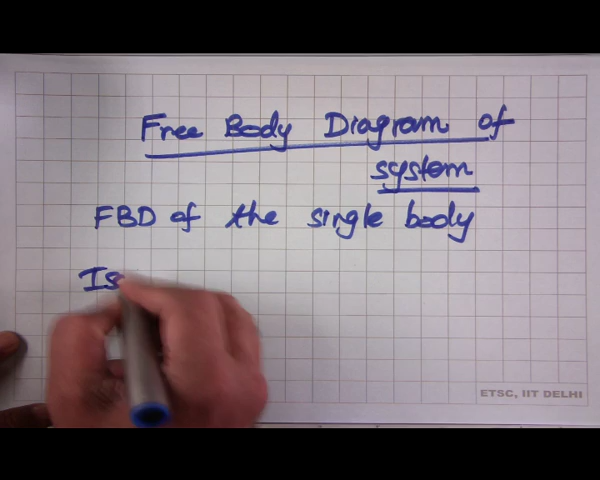 Free Body Diagram of
system
FBD of the single body
Is
ETSC, IIT DELHI